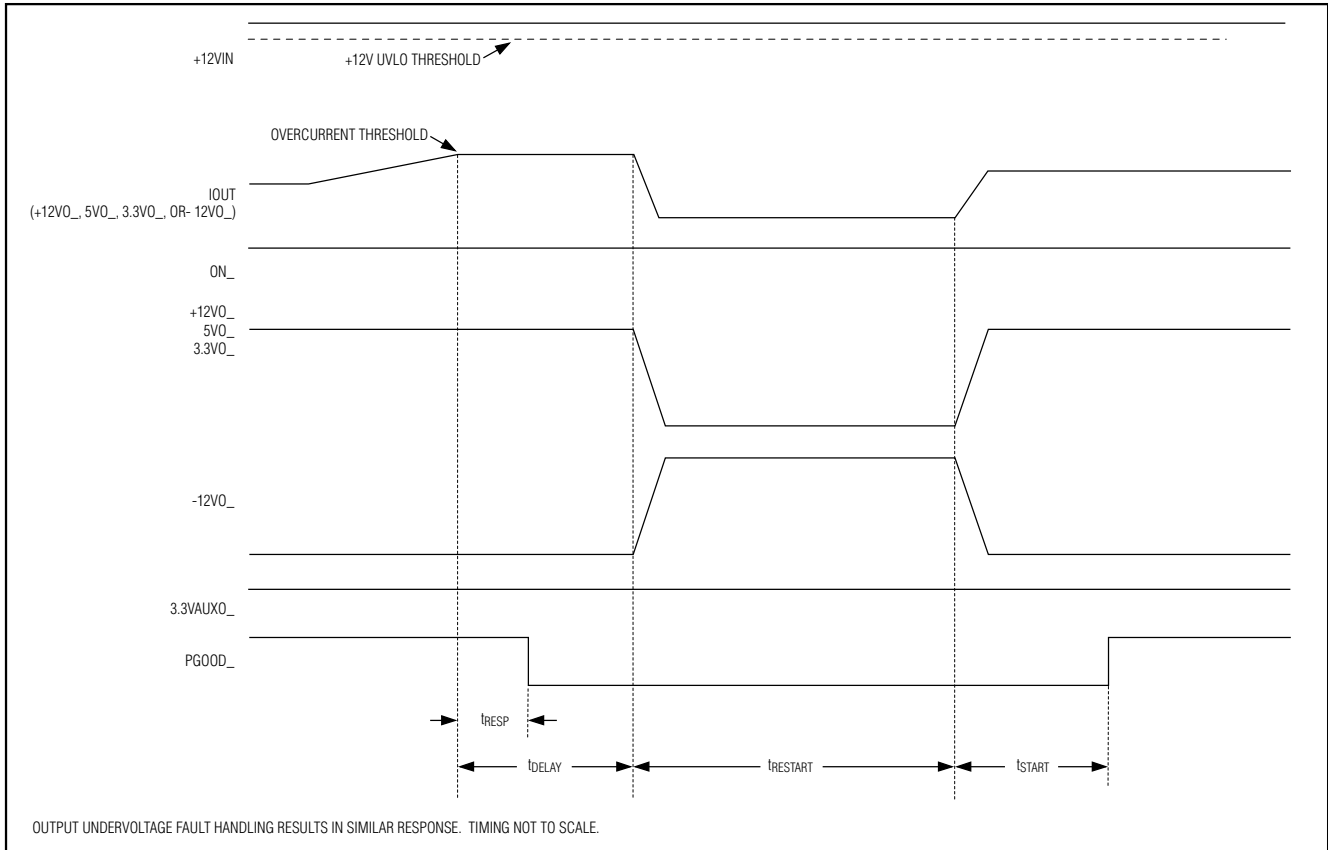 +12VIN
+12V UVLO THRESHOLD
OVERCURRENT THRESHOLD
IOUT
(+12VO_, 5VO_, 3.3VO_, OR- 12VO_)
ON_
+12VO_
5VO_
3.3VO_
-12VO_
3.3VAUXO_
PGOOD_
tRESP
tDELAY
tRESTART
tSTART
OUTPUT UNDERVOLTAGE FAULT HANDLING RESULTS IN SIMILAR RESPONSE. TIMING NOT TO SCALE.